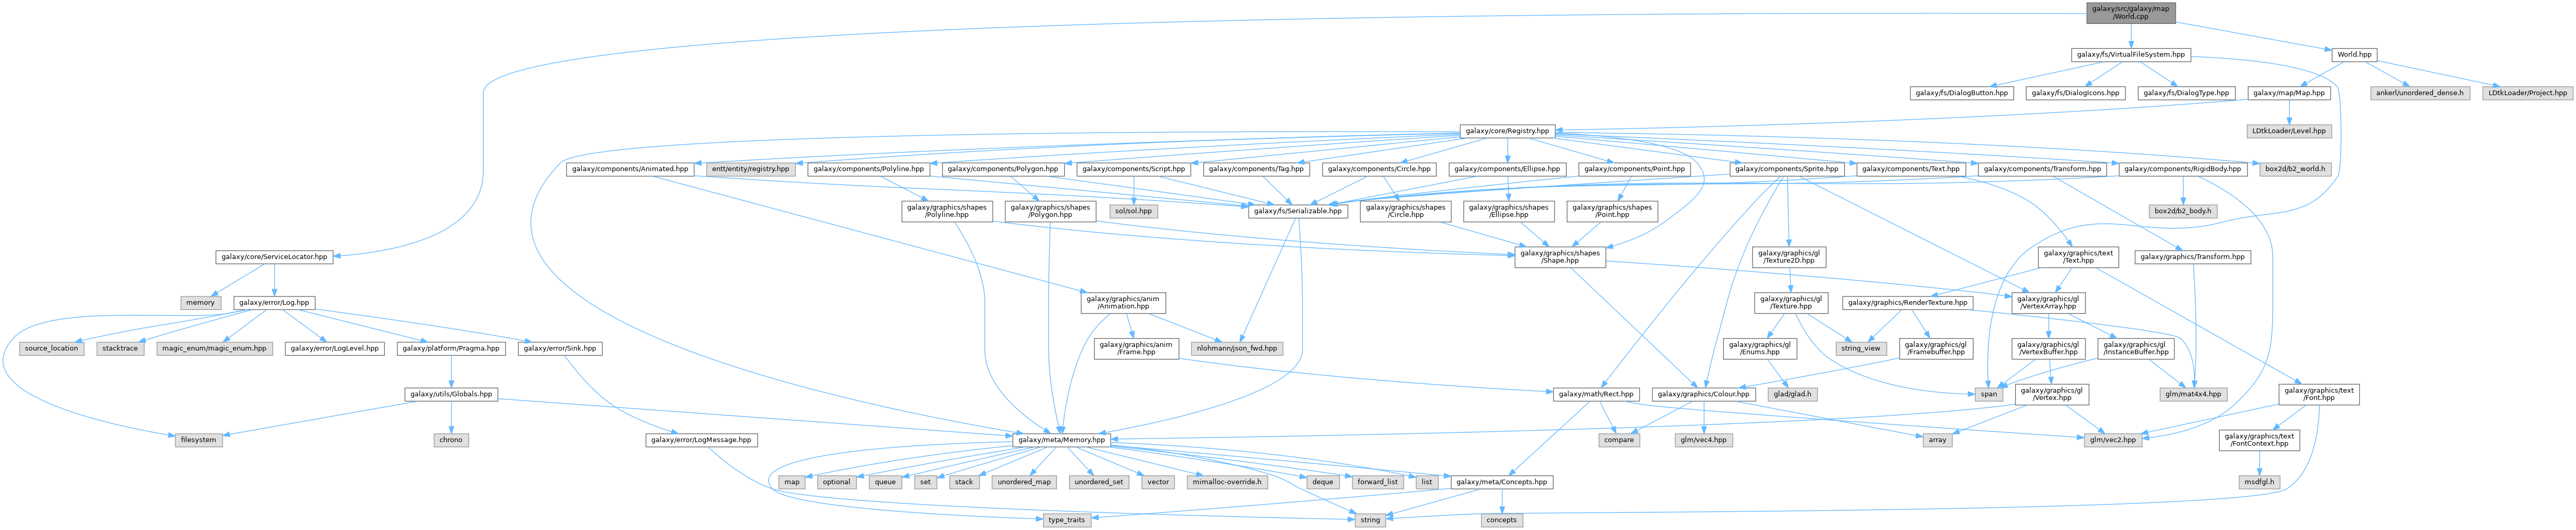 galaxy/src/galaxy/map
/World.cpp
galaxy/fs/VirtualFileSystem.hpp
World.hpp
galaxy/fs/DialogButton.hpp
galaxy/fs/DialogIcons.hpp
galaxy/fs/DialogType.hpp
galaxy/map/Map.hpp
ankerl/unordered_dense.h
LDtkLoader/Project.hpp
galaxy/core/Registry.hpp
LDtkLoader/Level.hpp
galaxy/components/Animated.hpp
entt/entity/registry.hpp
galaxy/components/Polyline.hpp
galaxy/components/Polygon.hpp
galaxy/components/Script.hpp
galaxy/components/Tag.hpp
galaxy/components/Circle.hpp
galaxy/components/Ellipse.hpp
galaxy/components/Point.hpp
galaxy/components/Sprite.hpp
galaxy/components/Text.hpp
galaxy/components/Transform.hpp
galaxy/components/RigidBody.hpp
box2d/b2_world.h
galaxy/graphics/shapes
/Polyline.hpp
galaxy/graphics/shapes
/Polygon.hpp
sol/sol.hpp
galaxy/fs/Serializable.hpp
galaxy/graphics/shapes
/Circle.hpp
galaxy/graphics/shapes
/Ellipse.hpp
galaxy/graphics/shapes
/Point.hpp
box2d/b2_body.h
galaxy/core/ServiceLocator.hpp
galaxy/graphics/shapes
/Shape.hpp
galaxy/graphics/gl
/Texture2D.hpp
galaxy/graphics/text
/Text.hpp
galaxy/graphics/Transform.hpp
memory
galaxy/error/Log.hpp
galaxy/graphics/anim
/Animation.hpp
galaxy/graphics/gl
/Texture.hpp
galaxy/graphics/RenderTexture.hpp
galaxy/graphics/gl
/VertexArray.hpp
source_location
stacktrace
magic_enum/magic_enum.hpp
galaxy/error/LogLevel.hpp
galaxy/platform/Pragma.hpp
galaxy/error/Sink.hpp
galaxy/graphics/anim
/Frame.hpp
nlohmann/json_fwd.hpp
galaxy/graphics/gl
/Enums.hpp
string_view
galaxy/graphics/gl
/Framebuffer.hpp
galaxy/graphics/gl
/VertexBuffer.hpp
galaxy/graphics/gl
/InstanceBuffer.hpp
galaxy/utils/Globals.hpp
galaxy/math/Rect.hpp
galaxy/graphics/Colour.hpp
glad/glad.h
span
galaxy/graphics/gl
/Vertex.hpp
glm/mat4x4.hpp
galaxy/graphics/text
/Font.hpp
filesystem
chrono
galaxy/error/LogMessage.hpp
galaxy/meta/Memory.hpp
compare
glm/vec4.hpp
array
glm/vec2.hpp
galaxy/graphics/text
/FontContext.hpp
map
optional
queue
set
stack
unordered_map
unordered_set
vector
mimalloc-override.h
deque
forward_list
list
galaxy/meta/Concepts.hpp
msdfgl.h
type_traits
string
concepts